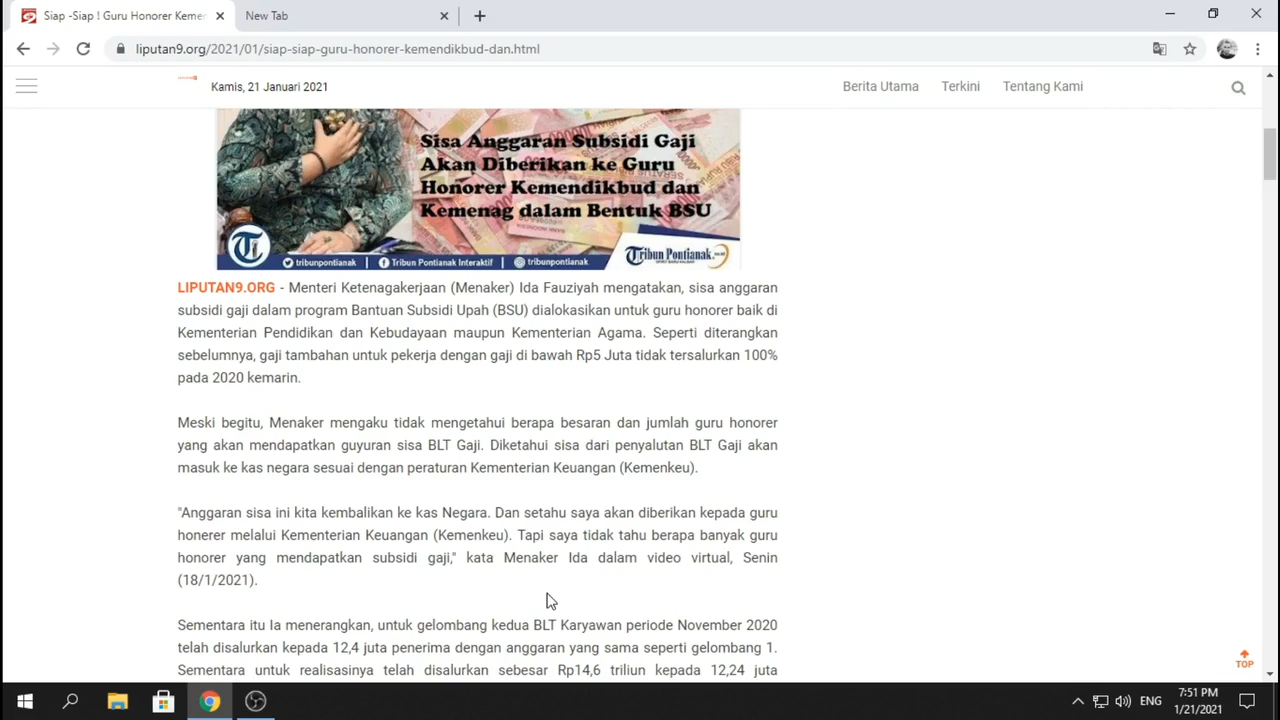 Siap -Siap ! Guru Honorer Kemen
New Tab
liputan9.org/2021/01/siap-siap-guru-honorer-kemendikbud-dan.html
Kamis, 21 Januari 2021
Berita Utama
Terkini
Tentang Kami
Sisa Anggaran Subsidi Gaji
Akan Diberikan ke Guru
Honorer Kemendikbud dan
Kemenag dalam Bentuk BSU
tribunpontianak
Tribun Pontianak Interaktif
tribunpontianak
Tribun Pontianak
LIPUTAN9.ORG - Menteri Ketenagakerjaan (Menaker) Ida Fauziyah mengatakan, sisa anggaran
subsidi gaji dalam program Bantuan Subsidi Upah (BSU) dialokasikan untuk guru honorer baik di
Kementerian Pendidikan dan Kebudayaan maupun Kementerian Agama. Seperti diterangkan
sebelumnya, gaji tambahan untuk pekerja dengan gaji di bawah Rp5 Juta tidak tersalurkan 100%
pada 2020 kemarin.
Meski begitu, Menaker mengaku tidak mengetahui berapa besaran dan jumlah guru honorer
yang akan mendapatkan guyuran sisa BLT Gaji. Diketahui sisa dari penyalutan BLT Gaji akan
masuk ke kas negara sesuai dengan peraturan Kementerian Keuangan (Kemenkeu).
"Anggaran sisa ini kita kembalikan ke kas Negara. Dan setahu saya akan diberikan kepada guru
honerer melalui Kementerian Keuangan (Kemenkeu). Tapi saya tidak tahu berapa banyak guru
honorer yang mendapatkan subsidi gaji," kata Menaker Ida dalam video virtual, Senin
(18/1/2021).
Sementara itu Ia menerangkan, untuk gelombang kedua BLT Karyawan periode November 2020
telah disalurkan kepada 12,4 juta penerima dengan anggaran yang sama seperti gelombang 1.
Sementara untuk realisasinya telah disalurkan sebesar Rp14,6 triliun kepada 12,24 juta
TOP
ENG
7:51 PM
1/21/2021